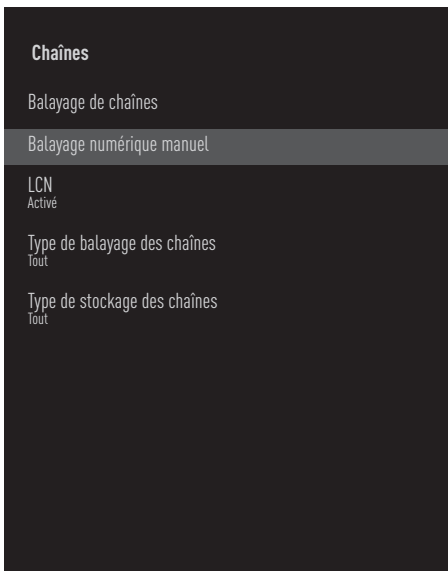 Chaînes
Balayage de chaînes
Balayage numérique manuel
LCN
Activé
Type de balayage des chaînes
Tout
Type de stockage des chaînes
Tout